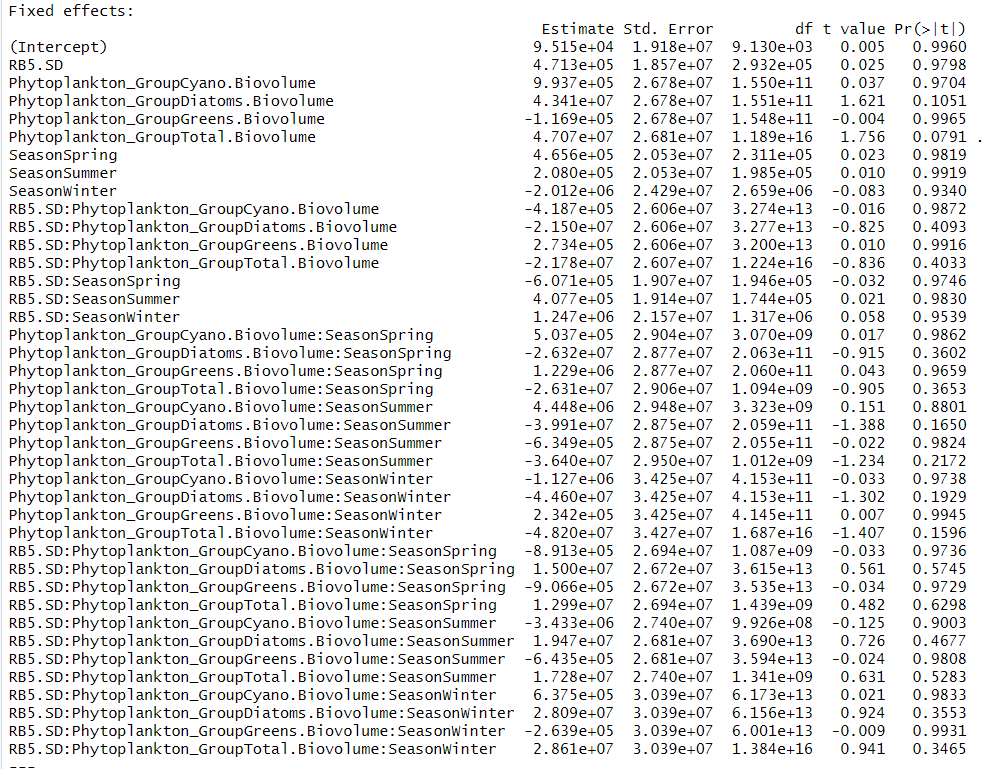 Fixed effects:
Estimate Std. Error df t value Pr(>|t|)
(Intercept) 9.515e+04 1.918e+07 9.130e+03 0.005 0.9960
RB5.SD 4.713e+05 1.857e+07 2.932e+05 0.025 0.9798
Phytoplankton_GroupCyano.Biovolume 9.937e+05 2.678e+07 1.550e+11 0.037 0.9704
Phytoplankton_GroupDiatoms.Biovolume 4.341e+07 2.678e+07 1.551e+11 1.621 0.1051
Phytoplankton_GroupGreens.Biovolume -1.169e+05 2.678e+07 1.548e+11 -0.004 0.9965
Phytoplankton_GroupTotal.Biovolume 4.707e+07 2.681e+07 1.189e+16 1.756 0.0791 .
SeasonSpring 4.656e+05 2.053e+07 2.311e+05 0.023 0.9819
SeasonSummer 2.080e+05 2.053e+07 1.985e+05 0.010 0.9919
SeasonWinter -2.012e+06 2.429e+07 2.659e+06 -0.083 0.9340
RB5.SD:Phytoplankton_GroupCyano.Biovolume -4.187e+05 2.606e+07 3.274e+13 -0.016 0.9872
RB5.SD:Phytoplankton_GroupDiatoms.Biovolume -2.150e+07 2.606e+07 3.277e+13 -0.825 0.4093
RB5.SD:Phytoplankton_GroupGreens.Biovolume 2.734e+05 2.606e+07 3.200e+13 0.010 0.9916
RB5.SD:Phytoplankton_GroupTotal.Biovolume -2.178e+07 2.607e+07 1.224e+16 -0.836 0.4033
RB5.SD:SeasonSpring -6.071e+05 1.907e+07 1.946e+05 -0.032 0.9746
RB5.SD:SeasonSummer 4.077e+05 1.914e+07 1.744e+05 0.021 0.9830
RB5.SD:SeasonWinter 1.247e+06 2.157e+07 1.317e+06 0.058 0.9539
Phytoplankton_GroupCyano.Biovolume:SeasonSpring 5.037e+05 2.904e+07 3.070e+09 0.017 0.9862
Phytoplankton_GroupDiatoms.Biovolume:SeasonSpring -2.632e+07 2.877e+07 2.063e+11 -0.915 0.3602
Phytoplankton_GroupGreens.Biovolume:SeasonSpring 1.229e+06 2.877e+07 2.060e+11 0.043 0.9659
Phytoplankton_GroupTotal.Biovolume:SeasonSpring -2.631e+07 2.906e+07 1.094e+09 -0.905 0.3653
Phytoplankton_GroupCyano.Biovolume:SeasonSummer 4.448e+06 2.948e+07 3.323e+09 0.151 0.8801
Phytoplankton_GroupDiatoms.Biovolume:SeasonSummer -3.991e+07 2.875e+07 2.059e+11 -1.388 0.1650
Phytoplankton_GroupGreens.Biovolume:SeasonSummer -6.349e+05 2.875e+07 2.055e+11 -0.022 0.9824
Phytoplankton_GroupTotal.Biovolume:SeasonSummer -3.640e+07 2.950e+07 1.012e+09 -1.234 0.2172
Phytoplankton_GroupCyano.Biovolume:SeasonWinter -1.127e+06 3.425e+07 4.153e+11 -0.033 0.9738
Phytoplankton_GroupDiatoms.Biovolume:SeasonWinter -4.460e+07 3.425e+07 4.153e+11 -1.302 0.1929
Phytoplankton_GroupGreens.Biovolume:SeasonWinter 2.342e+05 3.425e+07 4.145e+11 0.007 0.9945
Phytoplankton_GroupTotal.Biovolume:SeasonWinter -4.820e+07 3.427e+07 1.687e+16 -1.407 0.1596
RB5.SD:Phytoplankton_GroupCyano.Biovolume:SeasonSpring -8.913e+05 2.694e+07 1.087e+09 -0.033 0.9736
RB5.SD:Phytoplankton_GroupDiatoms.Biovolume:SeasonSpring 1.500e+07 2.672e+07 3.615e+13 0.561 0.5745
RB5.SD:Phytoplankton_GroupGreens.Biovolume:SeasonSpring -9.066e+05 2.672e+07 3.535e+13 -0.034 0.9729
RB5.SD:Phytoplankton_GroupTotal.Biovolume:SeasonSpring 1.299e+07 2.694e+07 1.439e+09 0.482 0.6298
RB5.SD:Phytoplankton_GroupCyano.Biovolume:SeasonSummer -3.433e+06 2.740e+07 9.926e+08 -0.125 0.9003
RB5.SD:Phytoplankton_GroupDiatoms.Biovolume:SeasonSummer 1.947e+07 2.681e+07 3.690e+13 0.726 0.4677
RB5.SD:Phytoplankton_GroupGreens.Biovolume:SeasonSummer -6.435e+05 2.681e+07 3.594e+13 -0.024 0.9808
RB5.SD:Phytoplankton_GroupTotal.Biovolume:SeasonSummer 1.728e+07 2.740e+07 1.341e+09 0.631 0.5283
RB5.SD:Phytoplankton_GroupCyano.Biovolume:SeasonWinter 6.375e+05 3.039e+07 6.173e+13 0.021 0.9833
RB5.SD:Phytoplankton_GroupDiatoms.Biovolume:SeasonWinter 2.809e+07 3.039e+07 6.156e+13 0.924 0.3553
RB5.SD:Phytoplankton_GroupGreens.Biovolume:SeasonWinter -2.639e+05 3.039e+07 6.001e+13 -0.009 0.9931
RB5.SD:Phytoplankton_GroupTotal.Biovolume:SeasonWinter 2.861e+07 3.039e+07 1.384e+16 0.941 0.3465
---